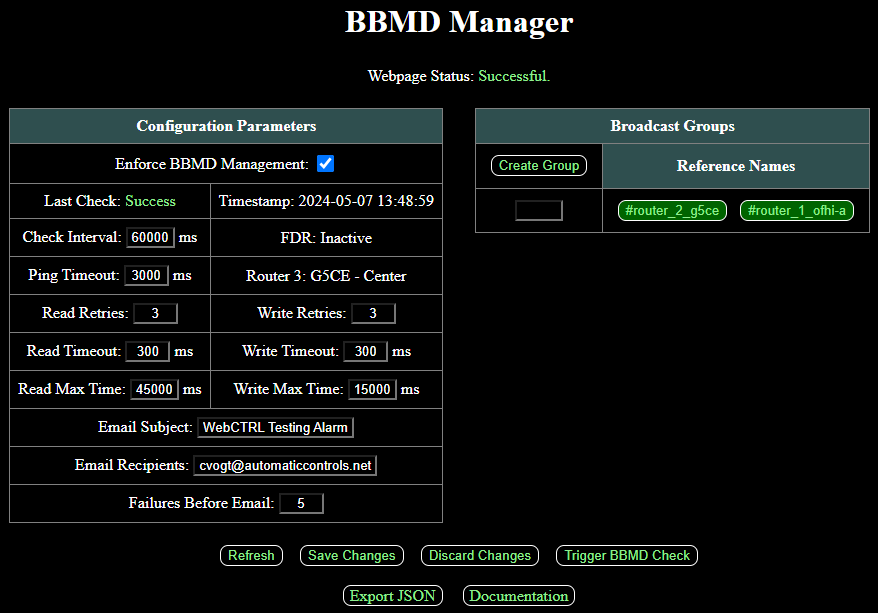 BBMD Manager
Webpage Status: Successful.
Configuration Parameters
Enforce BBMD Management:
Last Check: Success Timestamp: 2024-05-07 13:48:59
Check Interval: 60000 ms FDR: Inactive
Ping Timeout: 3000 ms Router 3: G5CE - Center
Read Retries: 3 Write Retries: 3
Read Timeout: 300 ms Write Timeout: 300 ms
Read Max Time: 45000 ms Write Max Time: 15000 ms
Email Subject: WebCTRL Testing Alarm
Email Recipients: cvogt@automaticcontrols.net
Failures Before Email: 5
Broadcast Groups
Create Group Reference Names
#router_2_g5ce #router_1_ofhi-a
Refresh Save Changes Discard Changes Trigger BBMD Check
Export JSON Documentation